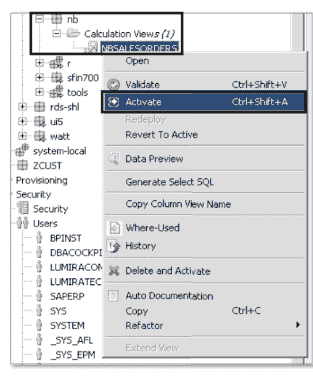 nb
Calculation Views (1)
NBSALESORDERS
r
sfin700
tools
rds-shl
ui5
watt
system-local
ZCUST
Provisioning
Security
Security
Users
BPINST
DBACOCKPI
LUMIRACON
LUMIRATEC
SAPERP
SYS
SYSTEM
_SYS_AFL
_SYS_EPM
Open
Validate Ctrl+Shift+V
Activate Ctrl+Shift+A
Redeploy
Revert To Active
Data Preview
Generate Select SQL
Copy Column View Name
Where-Used
History
Delete and Activate
Auto Documentation
Copy Ctrl+C
Refactor
Extend View